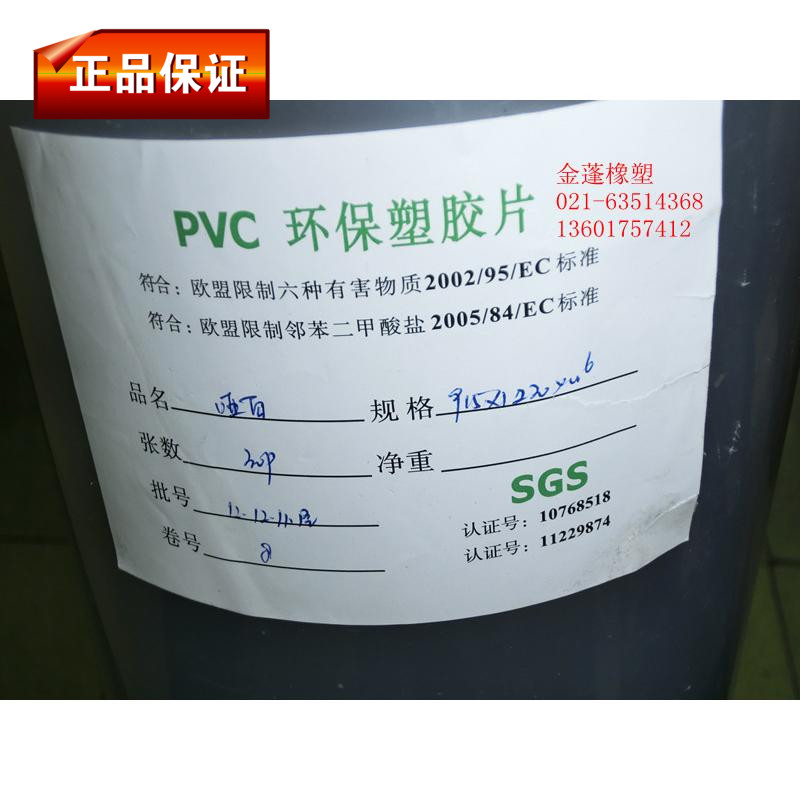 正品保证
金蓬橡塑
021-63514368
13601757412
PVC 环保塑胶片
符合：欧盟限制六种有害物质2002/95/EC标准
符合：欧盟限制邻苯二甲酸盐2005/84/EC标准
品名 哑白 规格
张数 净重
批号
卷号 8
SGS
认证号：10768518
认证号：11229874